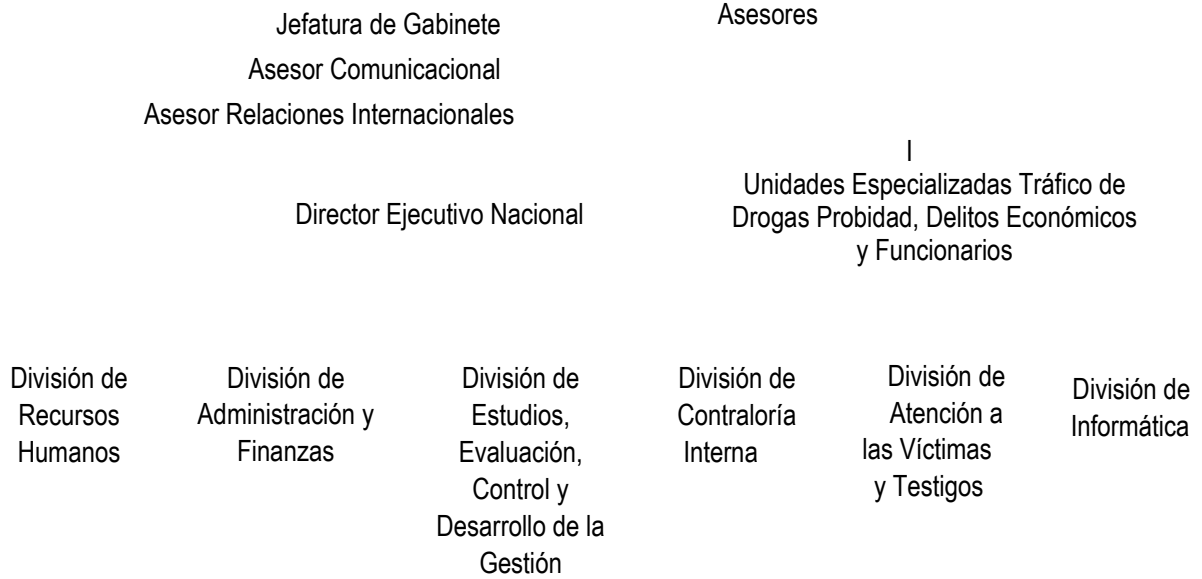 Jefatura de Gabinete
Asesor Comunicacional
Asesor Relaciones Internacionales
Asesores
Director Ejecutivo Nacional
I
Unidades Especializadas Tráfico de
Drogas Probidad, Delitos Económicos
y Funcionarios
División de
Recursos
Humanos
División de
Administración y
Finanzas
División de
Estudios,
Evaluación,
Control y
Desarrollo de la
Gestión
División de
Contraloría
Interna
División de
Atención a
las Víctimas
y Testigos
División de
Informática